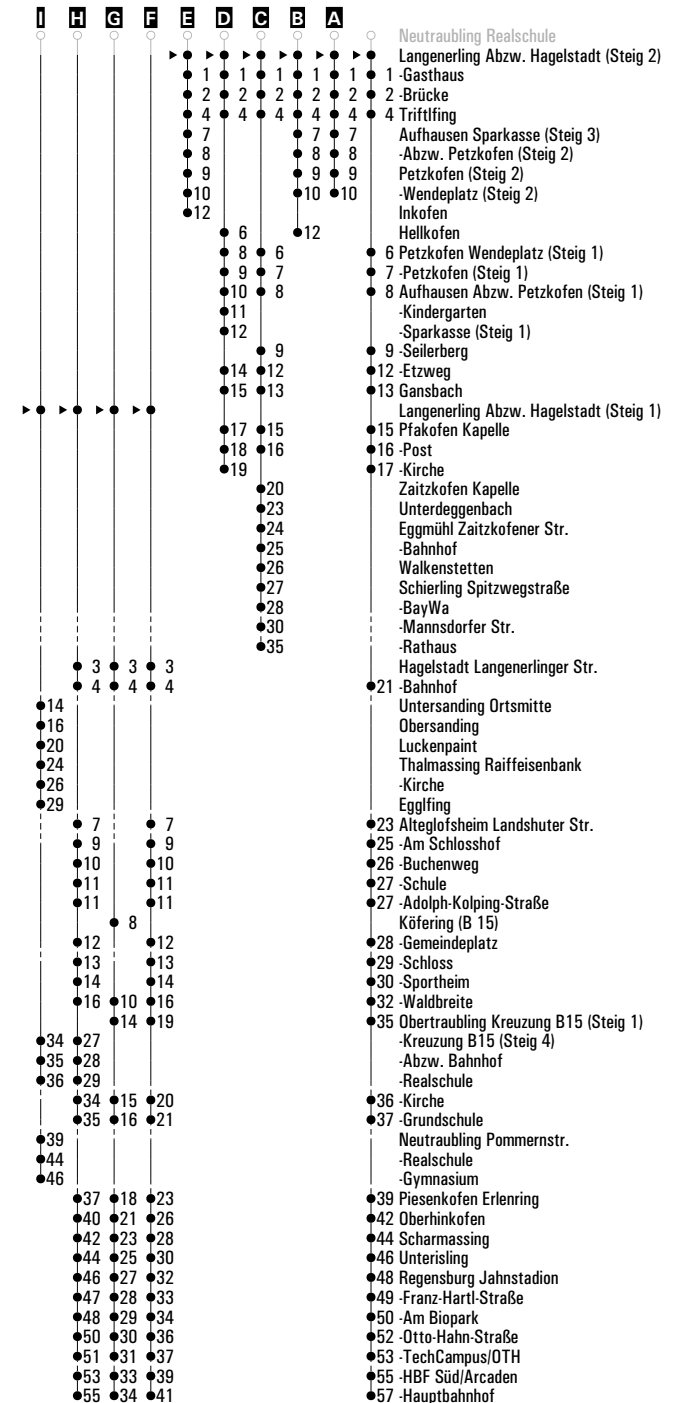 I H G F E D C B A
Neutraubling Realschule
Langenerling Abzw. Hagelstadt (Steig 2)
1 1 1 1 1 1 -Gasthaus
2 2 2 2 2 2 -Brücke
4 4 4 4 4 4 Triftlfing
7 7 7 Aufhausen Sparkasse (Steig 3)
8 8 8 -Abzw. Petzkofen (Steig 2)
9 9 9 Petzkofen (Steig 2)
10 10 10 -Wendeplatz (Steig 2)
12 Inkofen
6 12 Hellkofen
8 6 6 Petzkofen Wendeplatz (Steig 1)
9 7 7 -Petzkofen (Steig 1)
10 8 8 Aufhausen Abzw. Petzkofen (Steig 1)
11 -Kindergarten
12 -Sparkasse (Steig 1)
9 9 -Seilerberg
14 12 12 -Etzweg
15 13 13 Gansbach
Langenerling Abzw. Hagelstadt (Steig 1)
17 15 15 Pfakofen Kapelle
18 16 16 -Post
19 17 -Kirche
20 Zaitzkofen Kapelle
23 Unterdeggenbach
24 Eggmühl Zaitzkofener Str.
25 -Bahnhof
26 Walkenstetten
27 Schierling Spitzwegstraße
28 -BayWa
30 -Mannsdorfer Str.
35 -Rathaus
3 3 3 Hagelstadt Langenerlinger Str.
4 4 4 21 -Bahnhof
14 Untersanding Ortsmitte
16 Obersanding
20 Luckenpaint
24 Thalmassing Raiffeisenbank
26 -Kirche
29 Egglfing
7 7 23 Alteglofsheim Landshuter Str.
9 9 25 -Am Schlosshof
10 10 26 -Buchenweg
11 11 27 -Schule
11 11 27 -Adolph-Kolping-Straße
8 Köfering (B 15)
12 12 28 -Gemeindeplatz
13 13 29 -Schloss
14 14 30 -Sportheim
16 10 16 32 -Waldbreite
14 19 35 Obertraubling Kreuzung B15 (Steig 1)
34 27 -Kreuzung B15 (Steig 4)
35 28 -Abzw. Bahnhof
36 29 -Realschule
34 15 20 36 -Kirche
35 16 21 37 -Grundschule
39 Neutraubling Pommernstr.
44 -Realschule
46 -Gymnasium
37 18 23 39 Piesenkofen Erlenring
40 21 26 42 Oberhinkofen
42 23 28 44 Scharmassing
44 25 30 46 Unterisling
46 27 32 48 Regensburg Jahnstadion
47 28 33 49 -Franz-Hartl-Straße
48 29 34 50 -Am Biopark
50 30 36 52 -Otto-Hahn-Straße
51 31 37 53 -TechCampus/OTH
53 33 39 55 -HBF Süd/Arcaden
55 34 41 57 -Hauptbahnhof